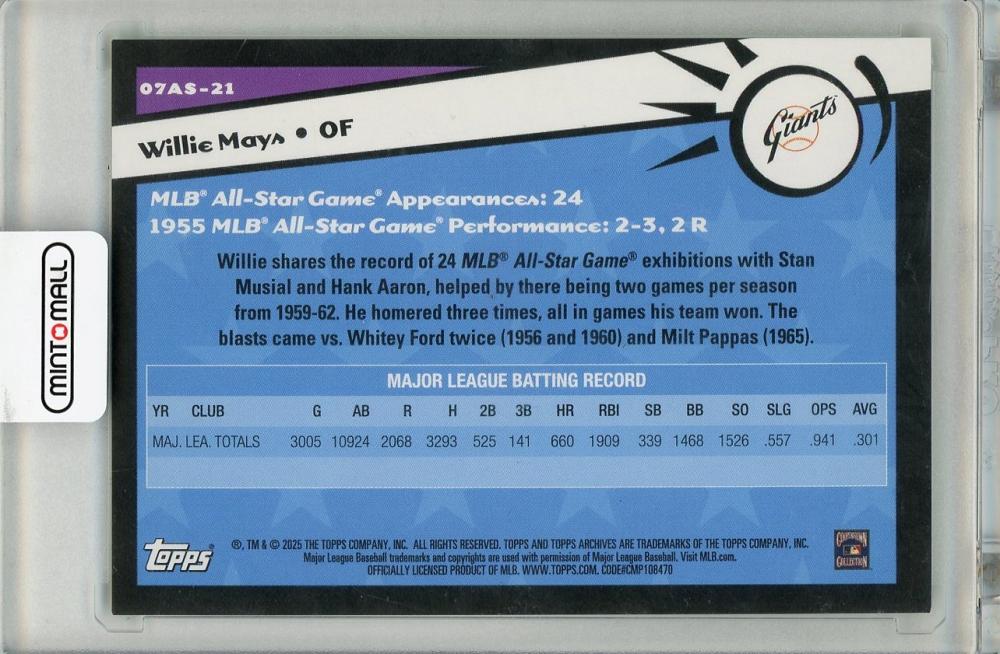 07AS-21
Willie Mays • OF
Giants
MLB® All-Star Game® Appearances: 24
1955 MLB® All-Star Game® Performance: 2-3, 2 R
Willie shares the record of 24 MLB® All-Star Game® exhibitions with Stan
Musial and Hank Aaron, helped by there being two games per season
from 1959-62. He homered three times, all in games his team won. The
blasts came vs. Whitey Ford twice (1956 and 1960) and Milt Pappas (1965).
MINT MALL
MAJOR LEAGUE BATTING RECORD
YR CLUB G AB R H 2B 3B HR RBI SB BB SO SLG OPS AVG
MAJ. LEA. TOTALS 3005 10924 2068 3293 525 141 660 1909 339 1468 1526 .557 .941 .301
Topps®
®, TM & © 2025 THE TOPPS COMPANY, INC. ALL RIGHTS RESERVED. TOPPS AND TOPPS ARCHIVES ARE TRADEMARKS OF THE TOPPS COMPANY, INC.
Major League Baseball trademarks and copyrights are used with permission of Major League Baseball. Visit MLB.com.
OFFICIALLY LICENSED PRODUCT OF MLB. WWW.TOPPS.COM. CODE#CMP108470
COOPERSTOWN
COLLECTION